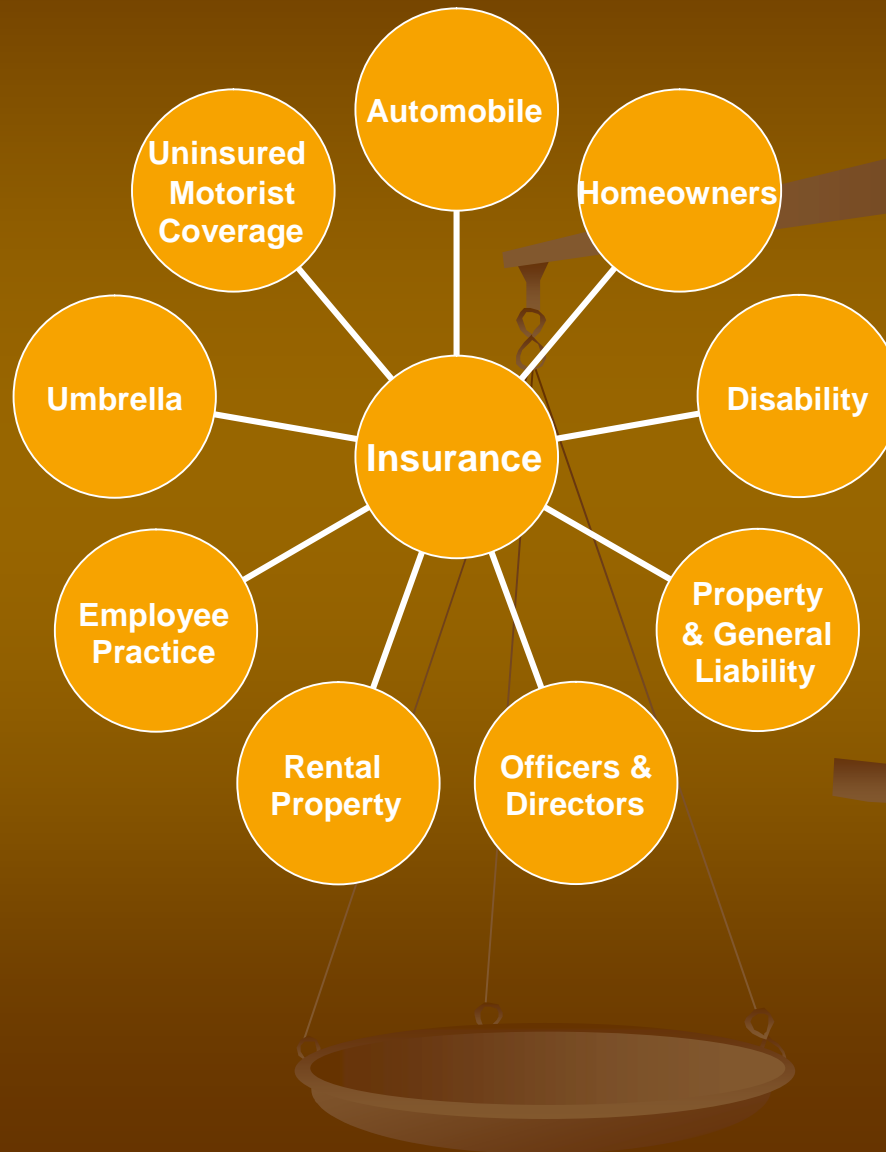 Automobile
Uninsured
Motorist
Coverage
Homeowners
Umbrella
Disability
Insurance
Employee
Practice
Property
& General
Liability
Rental
Property
Officers &
Directors